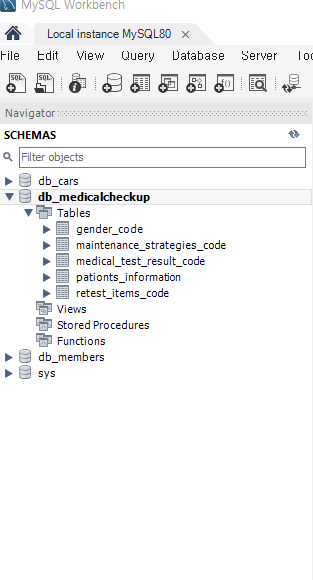 MySQL Workbench
Local instance MySQL80 ×
File Edit View Query Database Server
Navigator
SCHEMAS
Filter objects
db_cars
db_medicalcheckup
Tables
gender_code
maintenance_strategies_code
medical_test_result_code
pationts_information
retest_items_code
Views
Stored Procedures
Functions
db_members
sys